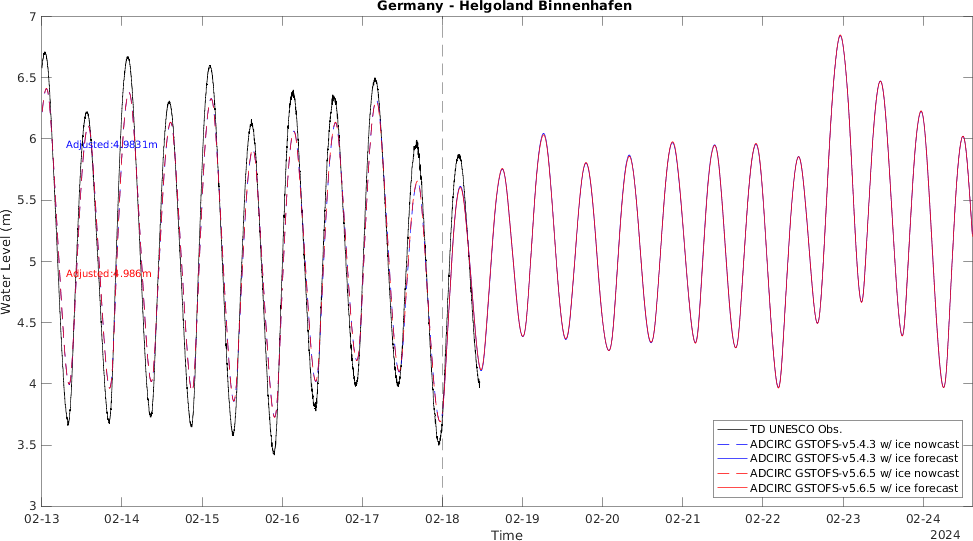 Germany - Helgoland Binnenhafen
7
6.5
6
5.5
5
4.5
4
3.5
3
Water Level (m)
Adjusted:4.9831m
Adjusted:4.986m
TD UNESCO Obs.
ADCIRC GSTOFS-v5.4.3 w/ ice nowcast
ADCIRC GSTOFS-v5.4.3 w/ ice forecast
ADCIRC GSTOFS-v5.6.5 w/ ice nowcast
ADCIRC GSTOFS-v5.6.5 w/ ice forecast
02-13 02-14 02-15 02-16 02-17 02-18 02-19 02-20 02-21 02-22 02-23 02-24
Time
2024